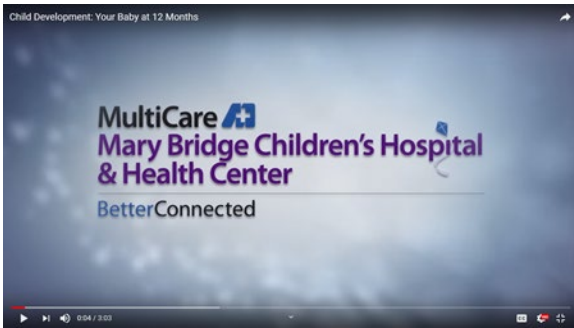 Child Development: Your Baby at 12 Months
MultiCare
Mary Bridge Children's Hospital
& Health Center
BetterConnected
0:04 / 3:03